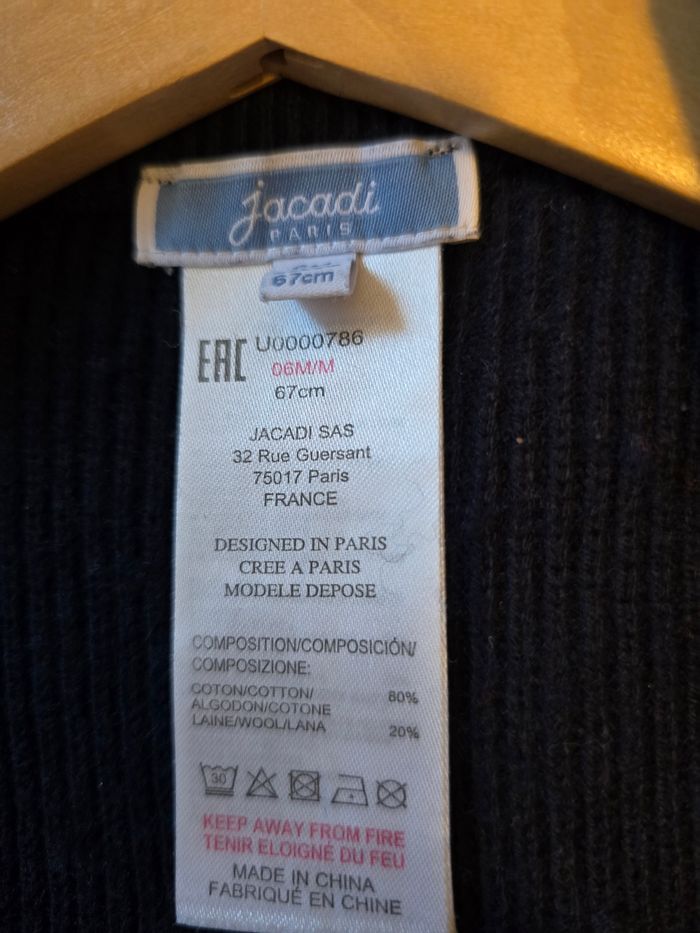 jacadi
PARIS
67cm
EAC
U0000786
06M/M
67cm
JACADI SAS
32 Rue Guersant
75017 Paris
FRANCE
DESIGNED IN PARIS
CREE A PARIS
MODELE DEPOSE
COMPOSITION/COMPOSICIÓN/
COMPOSIZIONE:
COTON/COTTON/ 80%
ALGODON/COTONE
LAINE/WOOL/LANA 20%
30
KEEP AWAY FROM FIRE
TENIR ELOIGNÉ DU FEU
MADE IN CHINA
FABRIQUÉ EN CHINE